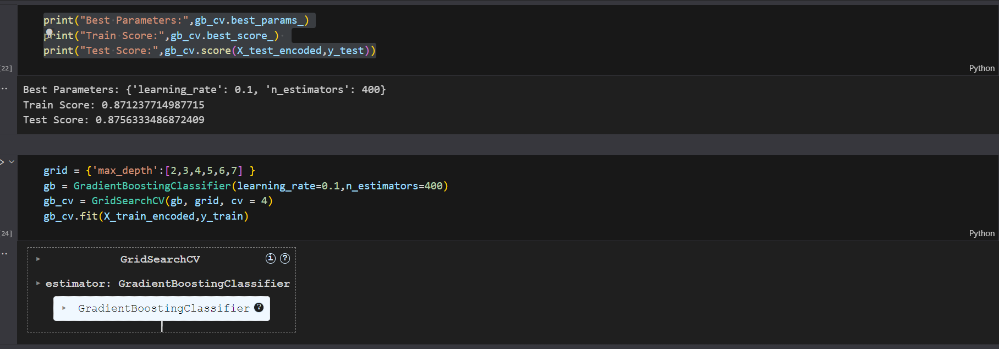 print("Best Parameters:",gb_cv.best_params_)
print("Train Score:",gb_cv.best_score_)
print("Test Score:",gb_cv.score(X_test_encoded,y_test))
[22]
Python
Best Parameters: {'learning_rate': 0.1, 'n_estimators': 400}
Train Score: 0.871237714987715
Test Score: 0.8756333486872409
grid = {'max_depth':[2,3,4,5,6,7] }
gb = GradientBoostingClassifier(learning_rate=0.1,n_estimators=400)
gb_cv = GridSearchCV(gb, grid, cv = 4)
gb_cv.fit(X_train_encoded,y_train)
[24]
Python
GridSearchCV
estimator: GradientBoostingClassifier
GradientBoostingClassifier